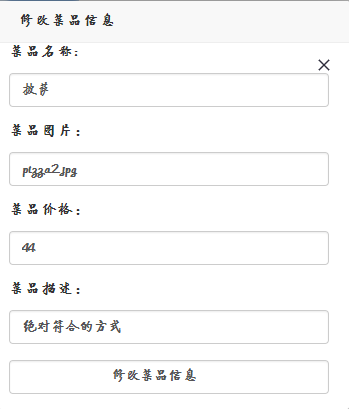 修改菜品信息
菜品名称:
披萨
菜品图片：
pizza2.jpg
菜品价格：
44
菜品描述：
绝对符合的方式
修改菜品信息